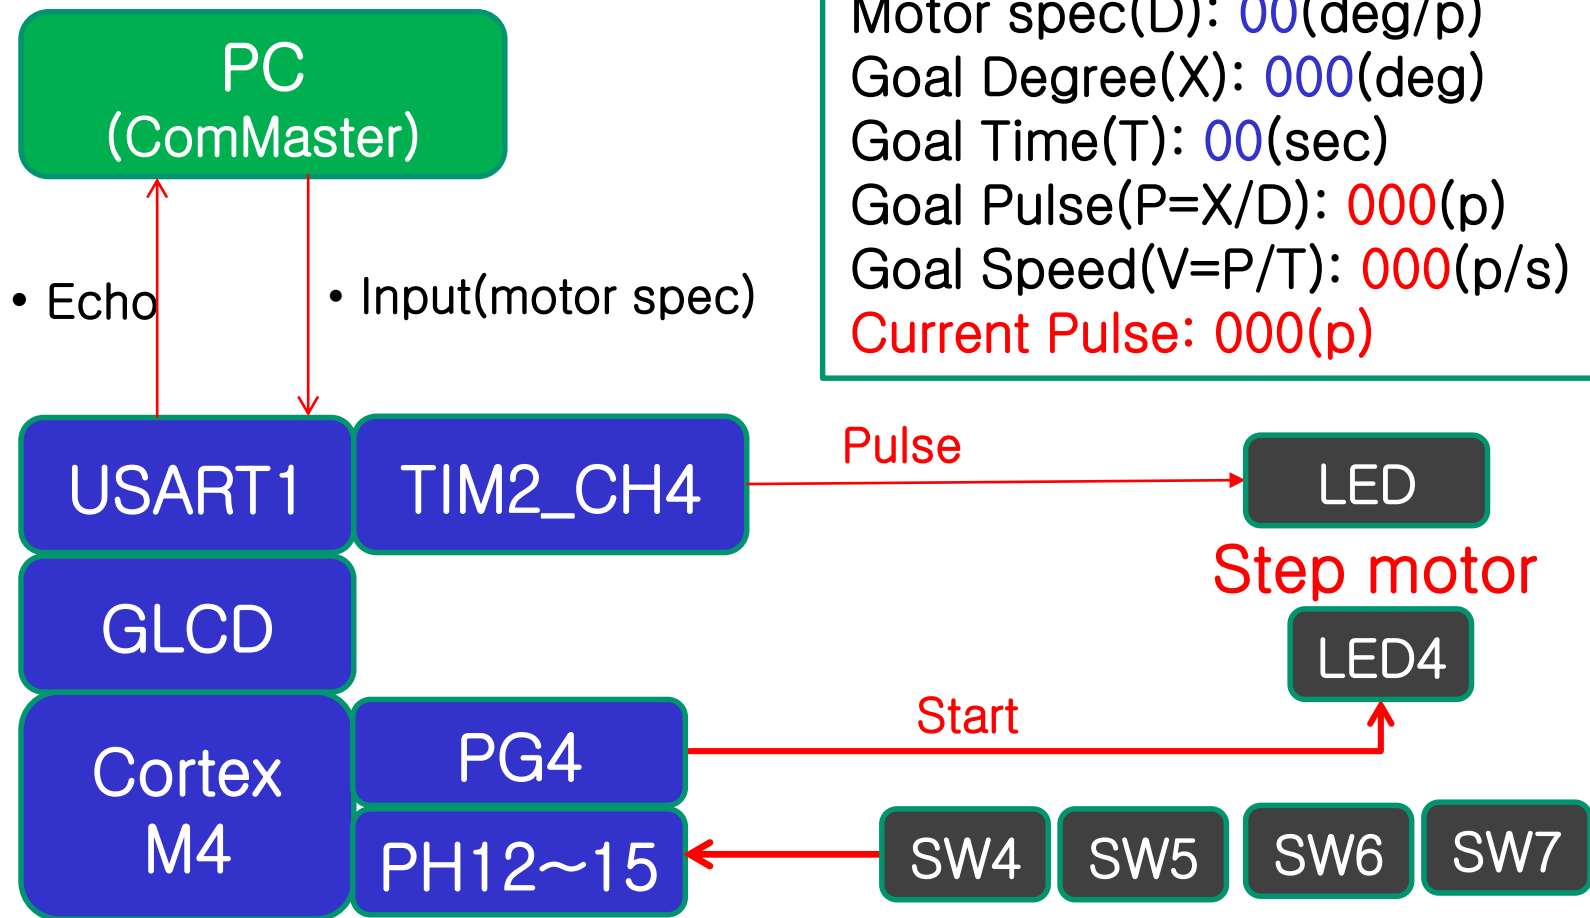 PC
(ComMaster)
Motor spec(D): 00(deg/p)
Goal Degree(X): 000(deg)
Goal Time(T): 00(sec)
Goal Pulse(P=X/D): 000(p)
Goal Speed(V=P/T): 000(p/s)
Current Pulse: 000(p)
• Echo
• Input(motor spec)
USART1
TIM2_CH4
Pulse
LED
Step motor
GLCD
LED4
Start
Cortex
M4
PG4
PH12~15
SW4
SW5
SW6
SW7